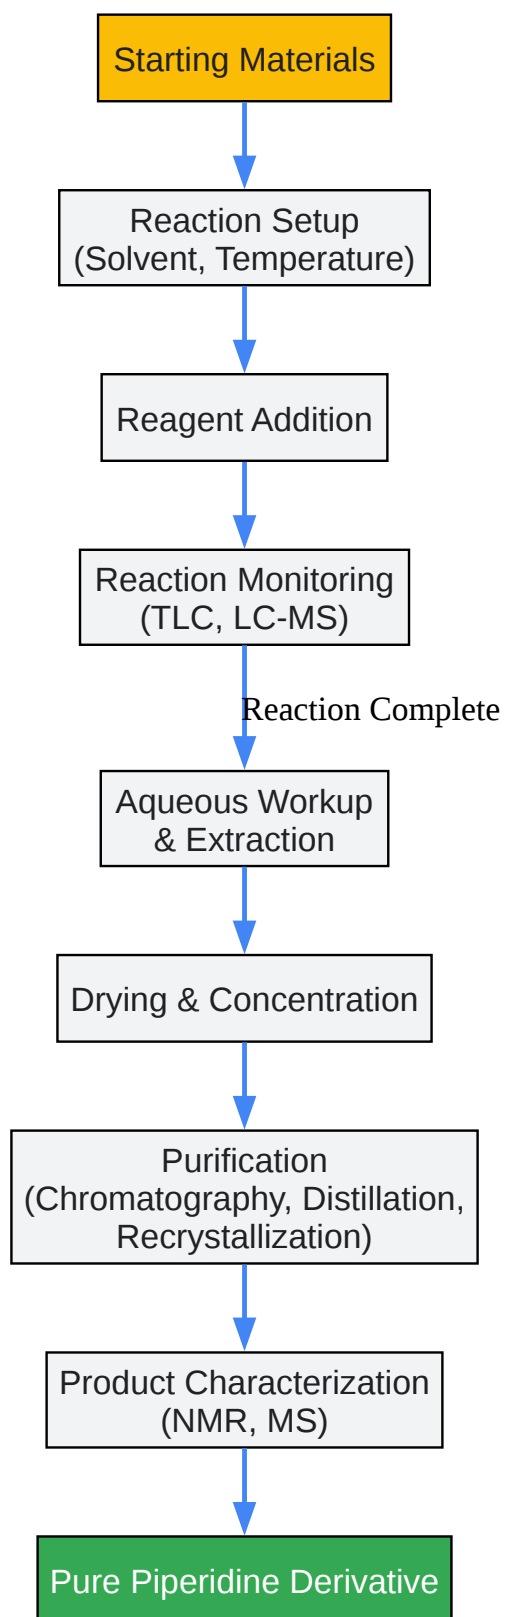 Starting Materials
Reaction Setup
(Solvent, Temperature)
Reagent Addition
Reaction Monitoring
(TLC, LC-MS)
Reaction Complete
Aqueous Workup
& Extraction
Drying & Concentration
Purification
(Chromatography, Distillation,
Recrystallization)
Product Characterization
(NMR, MS)
Pure Piperidine Derivative